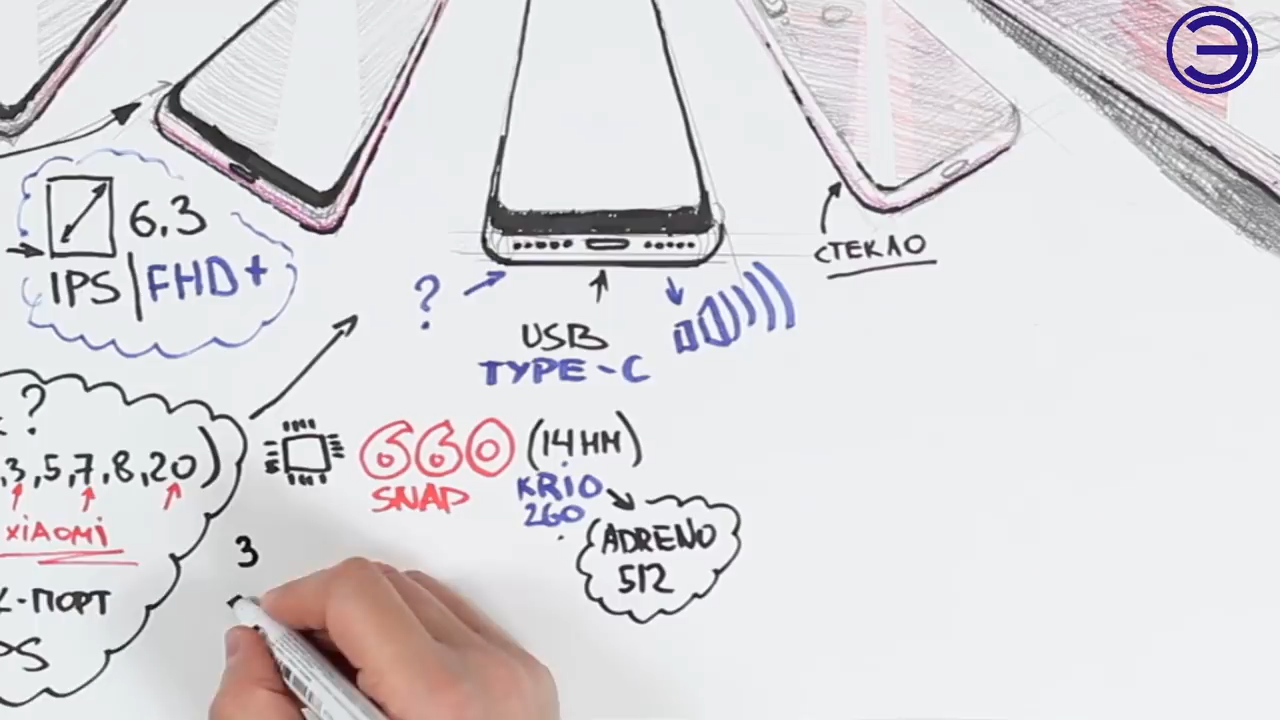 6,3
IPS|FHD+
СТЕКЛО
?
USB
TYPE-C
?
,3,5,7,8,20)
XIAOMI
-ПОРТ
660 (14НМ)
SNAP
KRIO
260
ADRENO
512
3